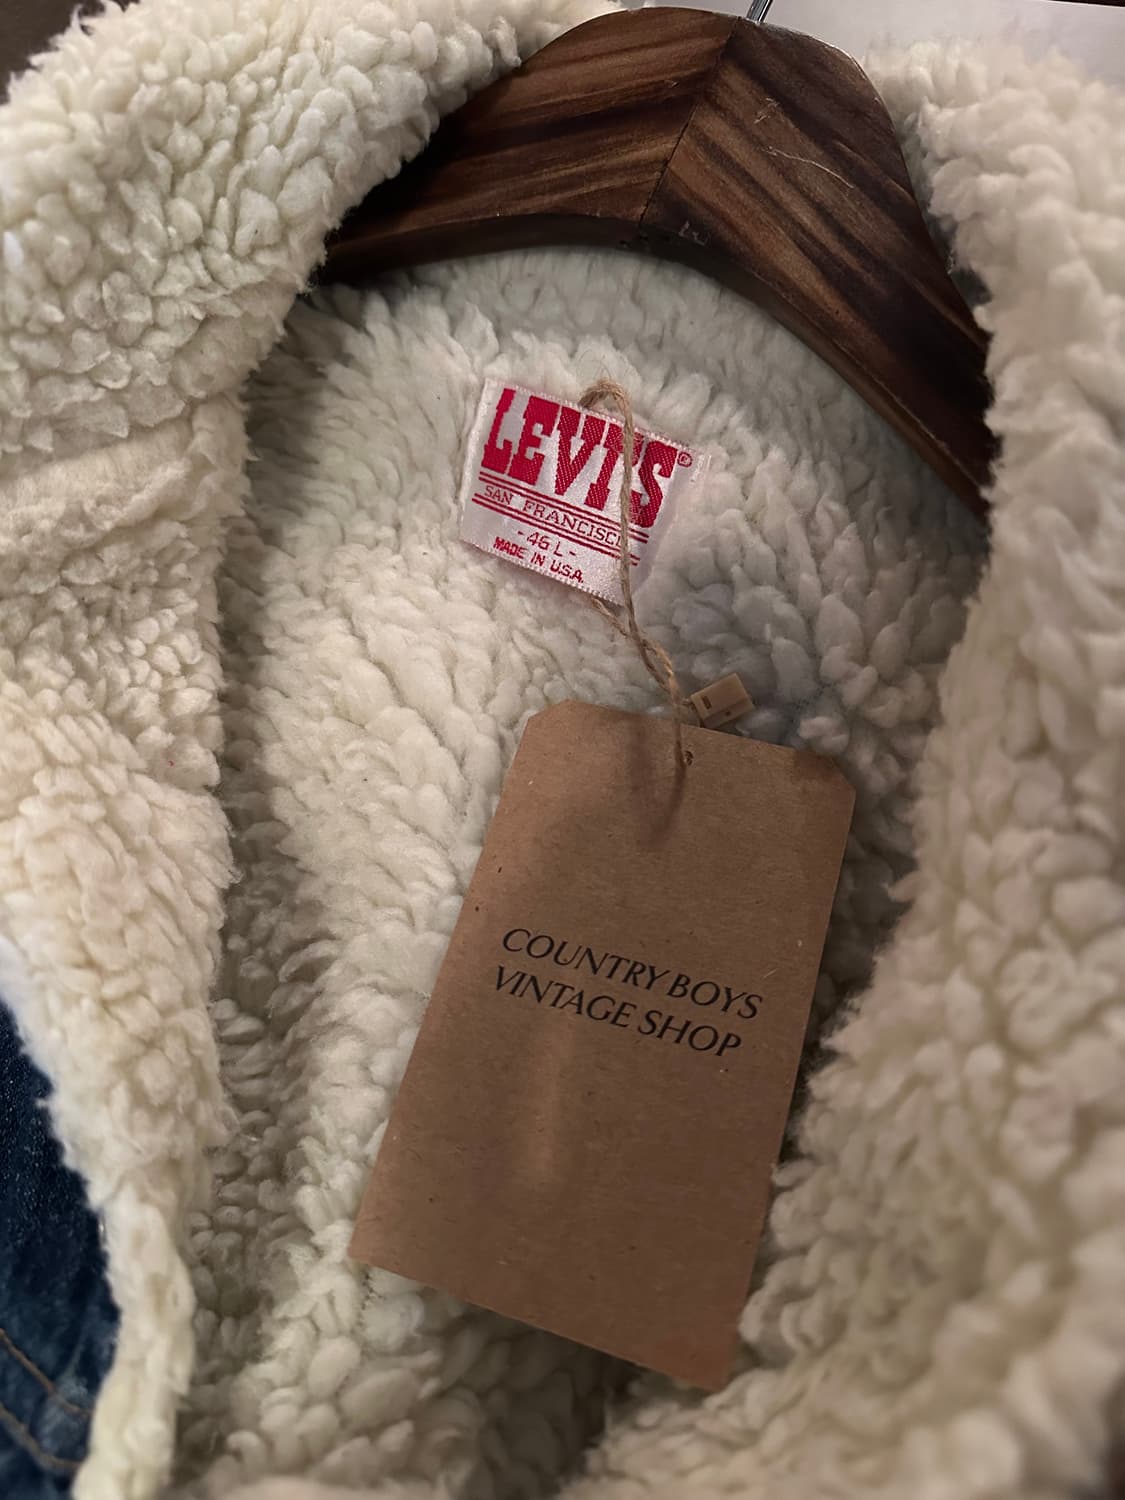 LEVI'S®
SAN FRANCISCO
-46 L-
MADE IN U.S.A.
COUNTRY BOYS
VINTAGE SHOP